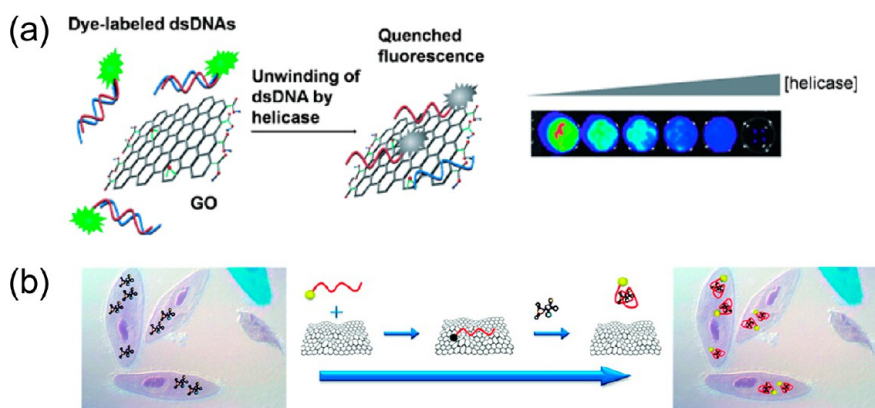 (a)
Dye-labeled dsDNAs
Unwinding of
dsDNA by
helicase
Quenched
fluorescence
[helicase]
GO
(b)
+